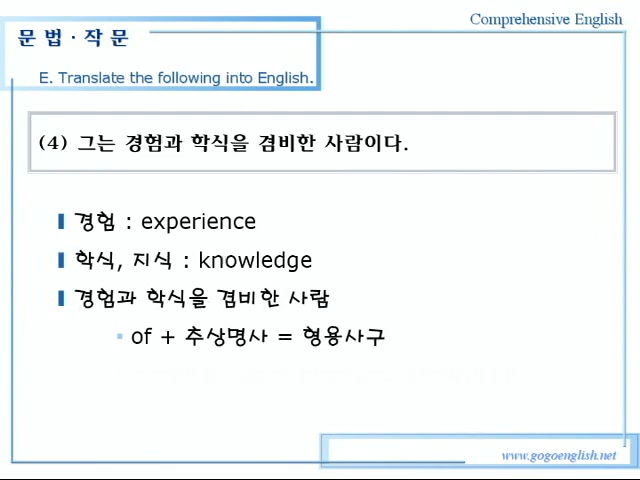 Comprehensive English
문 법 · 작 문
E. Translate the following into English.
(4) 그는 경험과 학식을 겸비한 사람이다.
경험 : experience
학식, 지식 : knowledge
경험과 학식을 겸비한 사람
of + 추상명사 = 형용사구
www.gogoenglish.net